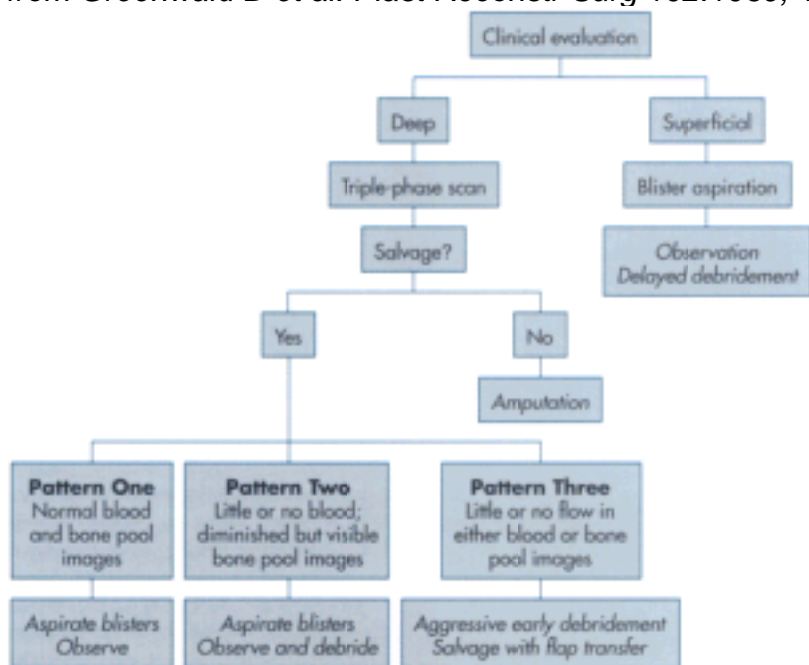 Clinical evaluation
Deep
Superficial
Triple-phase scan
Blister aspiration
Salvage?
Observation
Delayed debridement
Yes
No
Amputation
Pattern One
Normal blood
and bone pool
images
Pattern Two
Little or no blood;
diminished but visible
bone pool images
Pattern Three
Little or no flow in
either blood or bone
pool images
Aspirate blisters
Observe
Aspirate blisters
Observe and debride
Aggressive early debridement
Salvage with flap transfer